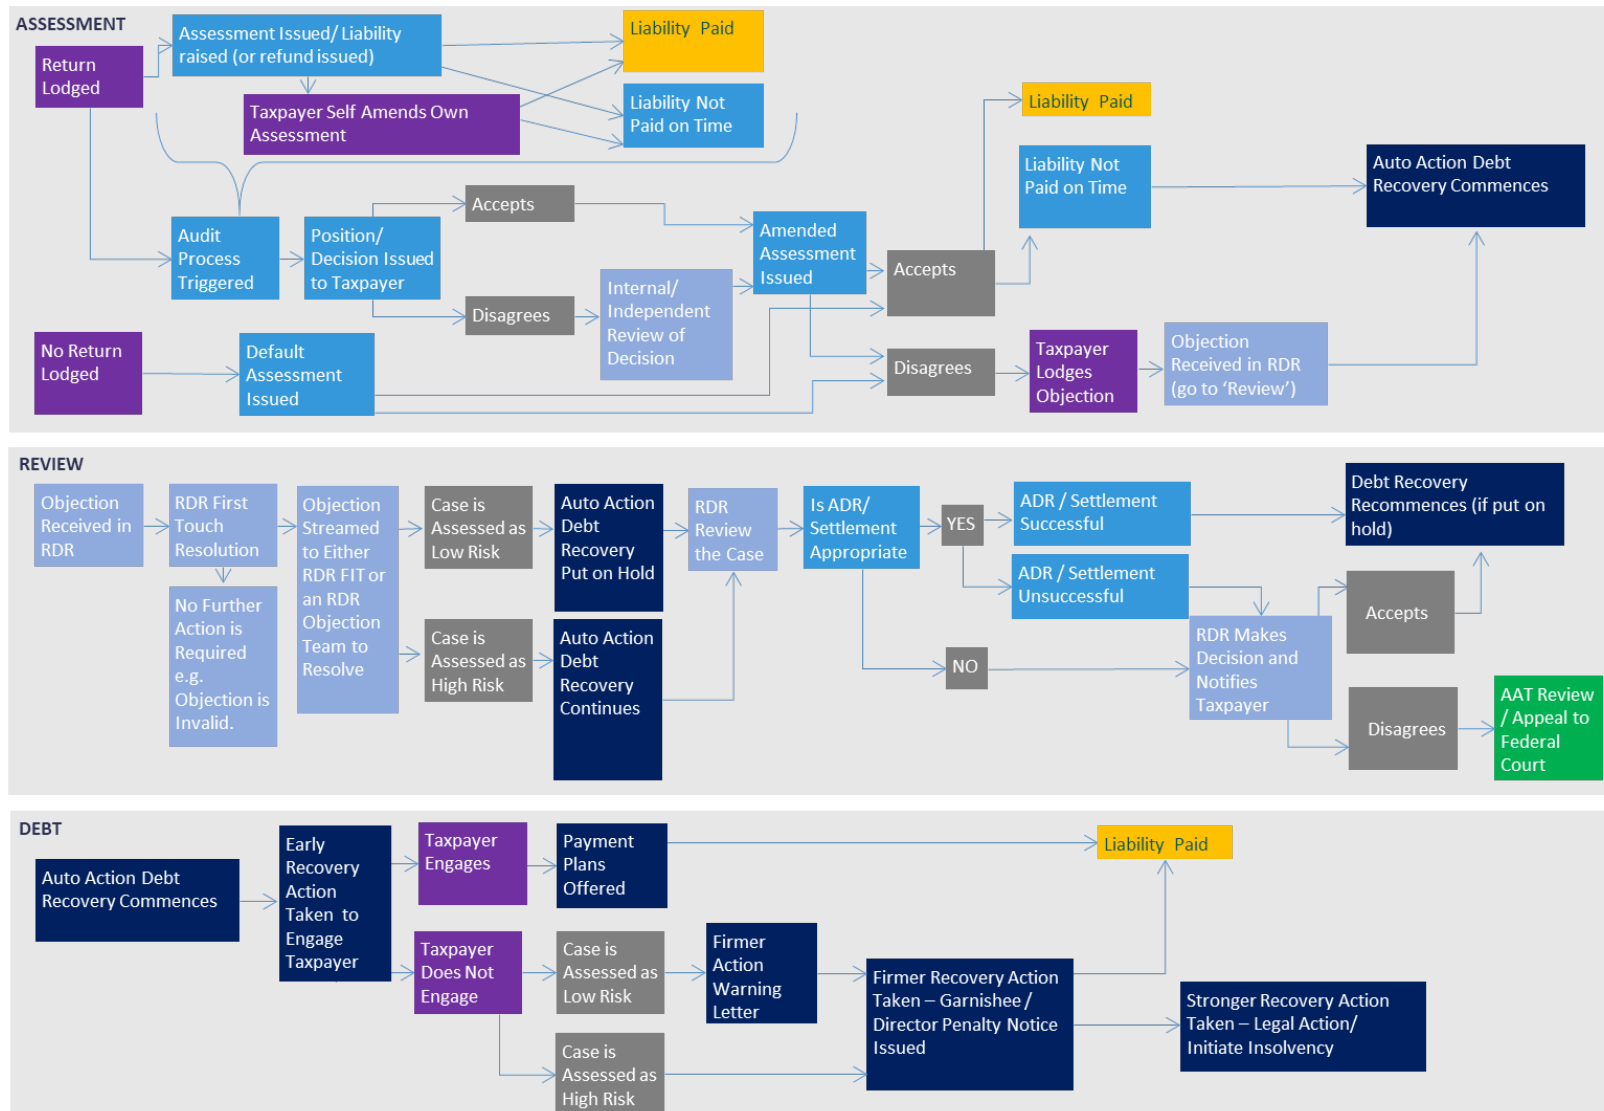 ASSESSMENT
Return
Lodged
Assessment Issued/ Liability
raised (or refund issued)
Taxpayer Self Amends Own
Assessment
Liability Paid
Liability Not
Paid on Time
Liability Paid
Liability Not
Paid on Time
Auto Action Debt
Recovery Commences
Audit
Process
Triggered
Position/
Decision Issued
to Taxpayer
Accepts
Disagrees
Internal/
Independent
Review of
Decision
Amended
Assessment
Issued
Accepts
Disagrees
Taxpayer
Lodges
Objection
Objection
Received in RDR
(go to ‘Review’)
No Return
Lodged
Default
Assessment
Issued
REVIEW
Objection
Received in
RDR
RDR First
Touch
Resolution
No Further
Action is
Required
e.g.
Objection is
Invalid.
Objection
Streamed
to Either
RDR FIT or
an RDR
Objection
Team to
Resolve
Case is
Assessed as
Low Risk
Case is
Assessed as
High Risk
Auto Action
Debt
Recovery
Put on Hold
Auto Action
Debt
Recovery
Continues
RDR
Review
the Case
Is ADR/
Settlement
Appropriate
YES
NO
ADR / Settlement
Successful
ADR / Settlement
Unsuccessful
RDR Makes
Decision and
Notifies
Taxpayer
Debt Recovery
Recommences (if put on
hold)
Accepts
Disagrees
AAT Review
/ Appeal to
Federal
Court
DEBT
Auto Action Debt
Recovery Commences
Early
Recovery
Action
Taken to
Engage
Taxpayer
Taxpayer
Engages
Payment
Plans
Offered
Liability Paid
Taxpayer
Does Not
Engage
Case is
Assessed as
Low Risk
Case is
Assessed as
High Risk
Firmer
Action
Warning
Letter
Firmer Recovery Action
Taken – Garnishee /
Director Penalty Notice
Issued
Stronger Recovery Action
Taken – Legal Action/
Initiate Insolvency